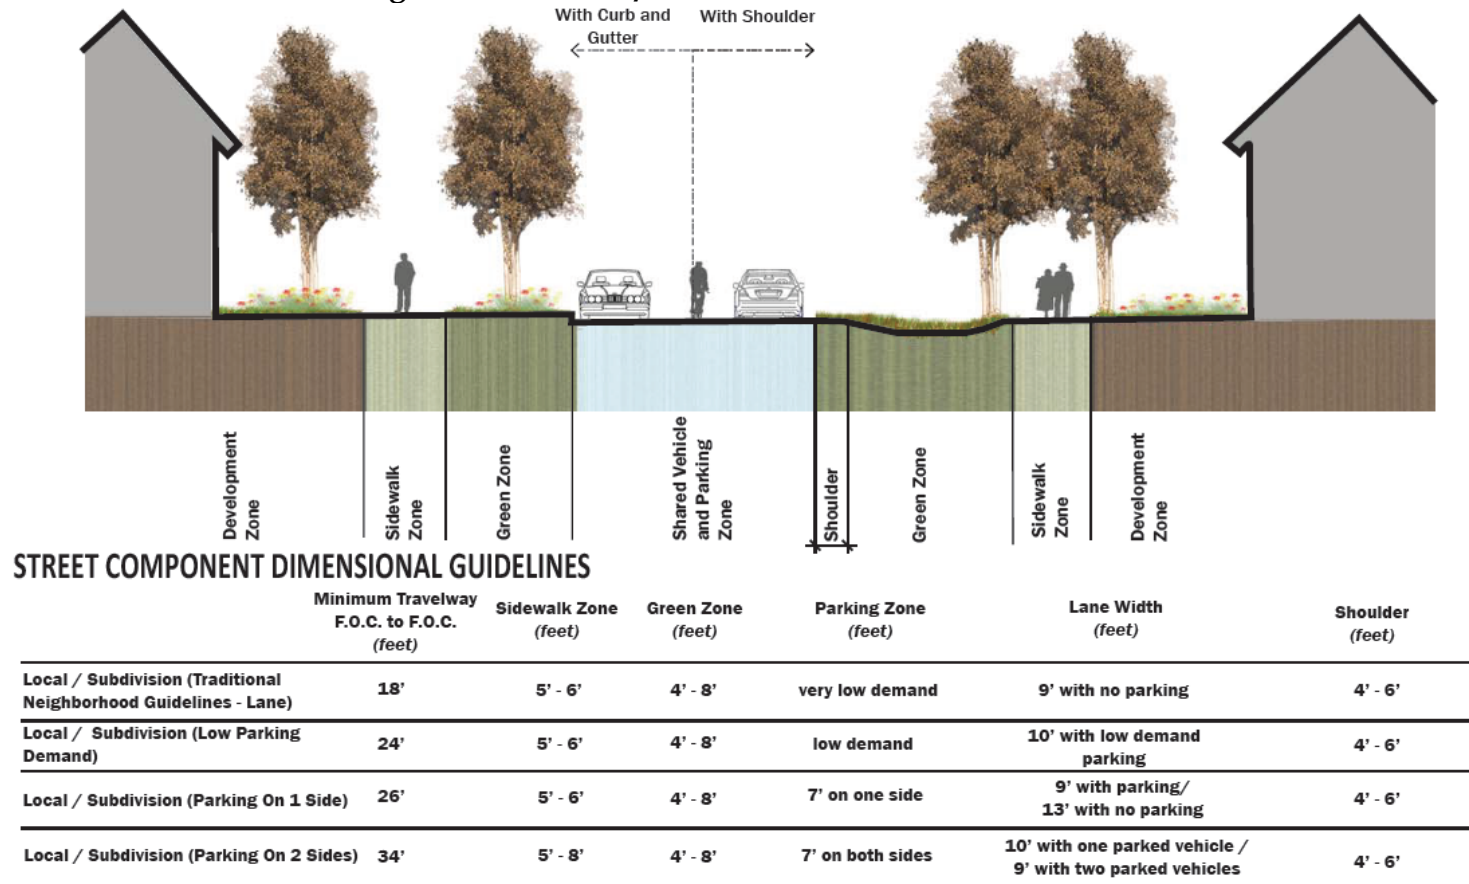 With Curb and
Gutter
With Shoulder
Development
Zone
Sidewalk
Zone
Green Zone
Shared Vehicle
and Parking
Zone
Shoulder
Green Zone
Sidewalk
Zone
Development
Zone
STREET COMPONENT DIMENSIONAL GUIDELINES
Minimum Travelway
F.O.C. to F.O.C.
(feet)
Sidewalk Zone
(feet)
Green Zone
(feet)
Parking Zone
(feet)
Lane Width
(feet)
Shoulder
(feet)
Local / Subdivision (Traditional
Neighborhood Guidelines - Lane)
18'
5' - 6'
4' - 8'
very low demand
9' with no parking
4' - 6'
Local / Subdivision (Low Parking
Demand)
24'
5' - 6'
4' - 8'
low demand
10' with low demand
parking
4' - 6'
Local / Subdivision (Parking On 1 Side)
26'
5' - 6'
4' - 8'
7' on one side
9' with parking/
13' with no parking
4' - 6'
Local / Subdivision (Parking On 2 Sides)
34'
5' - 8'
4' - 8'
7' on both sides
10' with one parked vehicle /
9' with two parked vehicles
4' - 6'